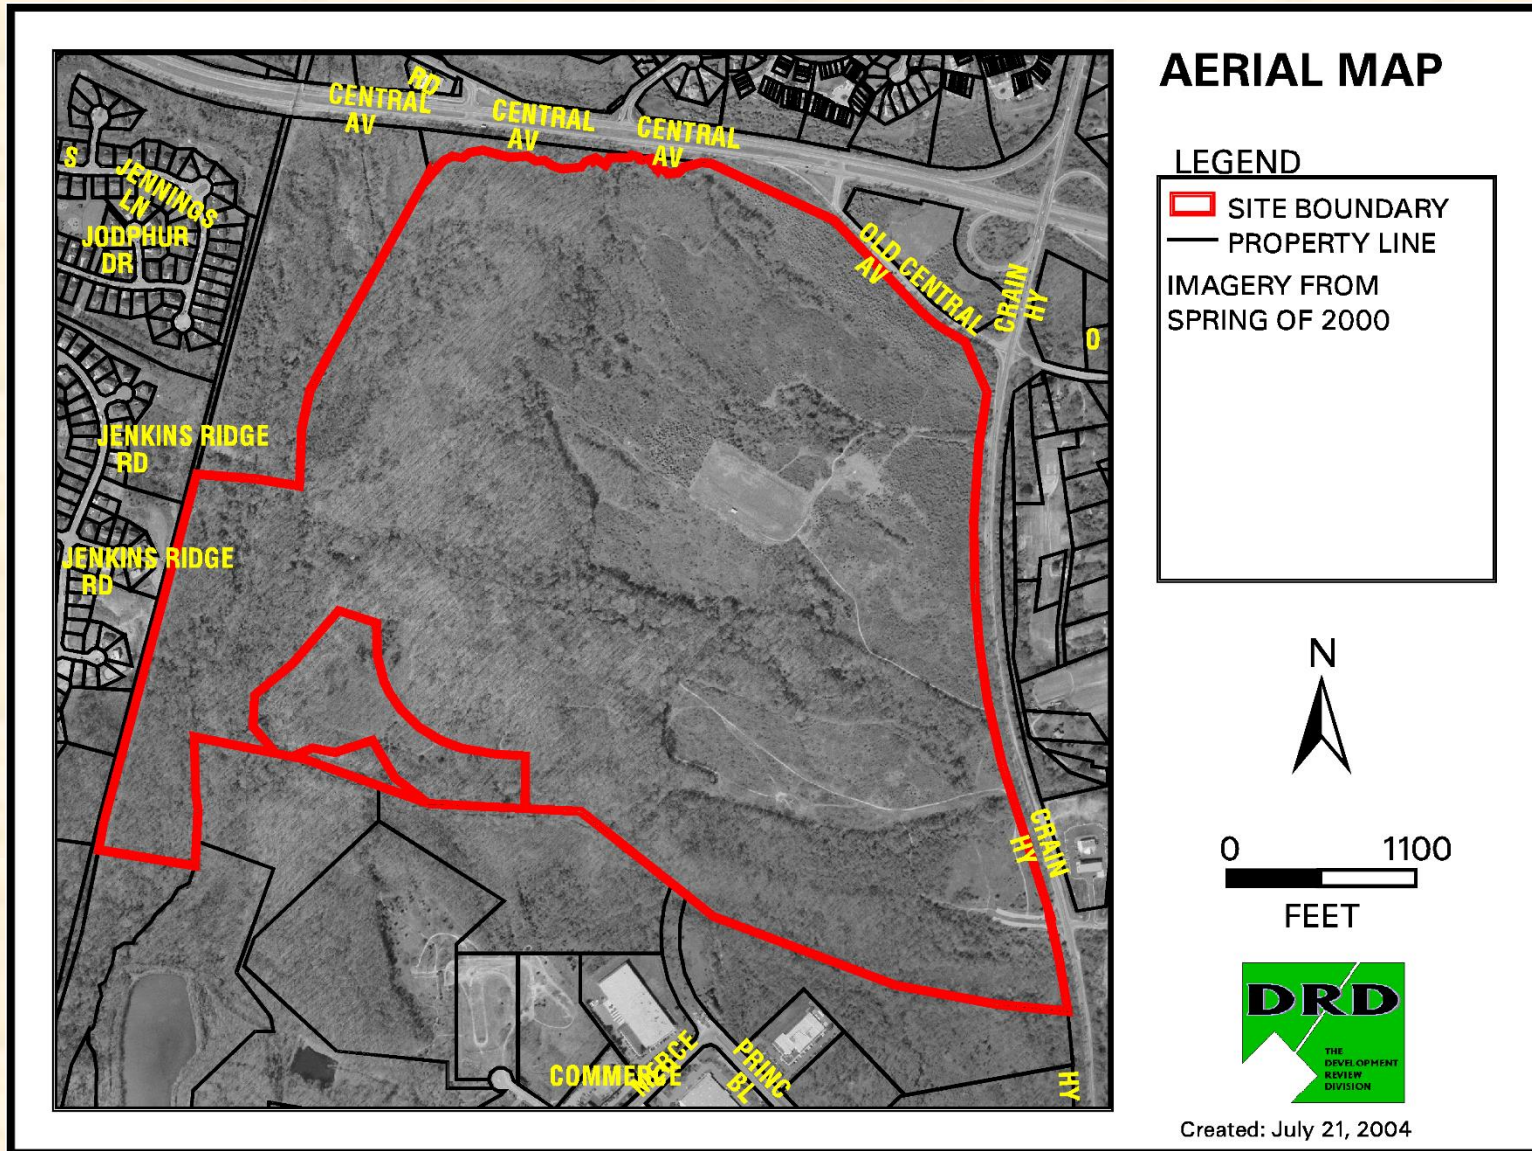 AERIAL MAP
LEGEND
SITE BOUNDARY
PROPERTY LINE
IMAGERY FROM
SPRING OF 2000
RD
CENTRAL
AV
CENTRAL
AV
CENTRAL
AV
S
JENNINGS
LN
JODPHUR
DR
OLD CENTRAL
AV
CRAIN
HY
O
JENKINS RIDGE
RD
JENKINS RIDGE
RD
CRAIN
HY
COMMERCE
MERCE
PRINC
BL
HY
N
0 1100
FEET
DRD
THE
DEVELOPMENT
REVIEW
DIVISION
Created: July 21, 2004